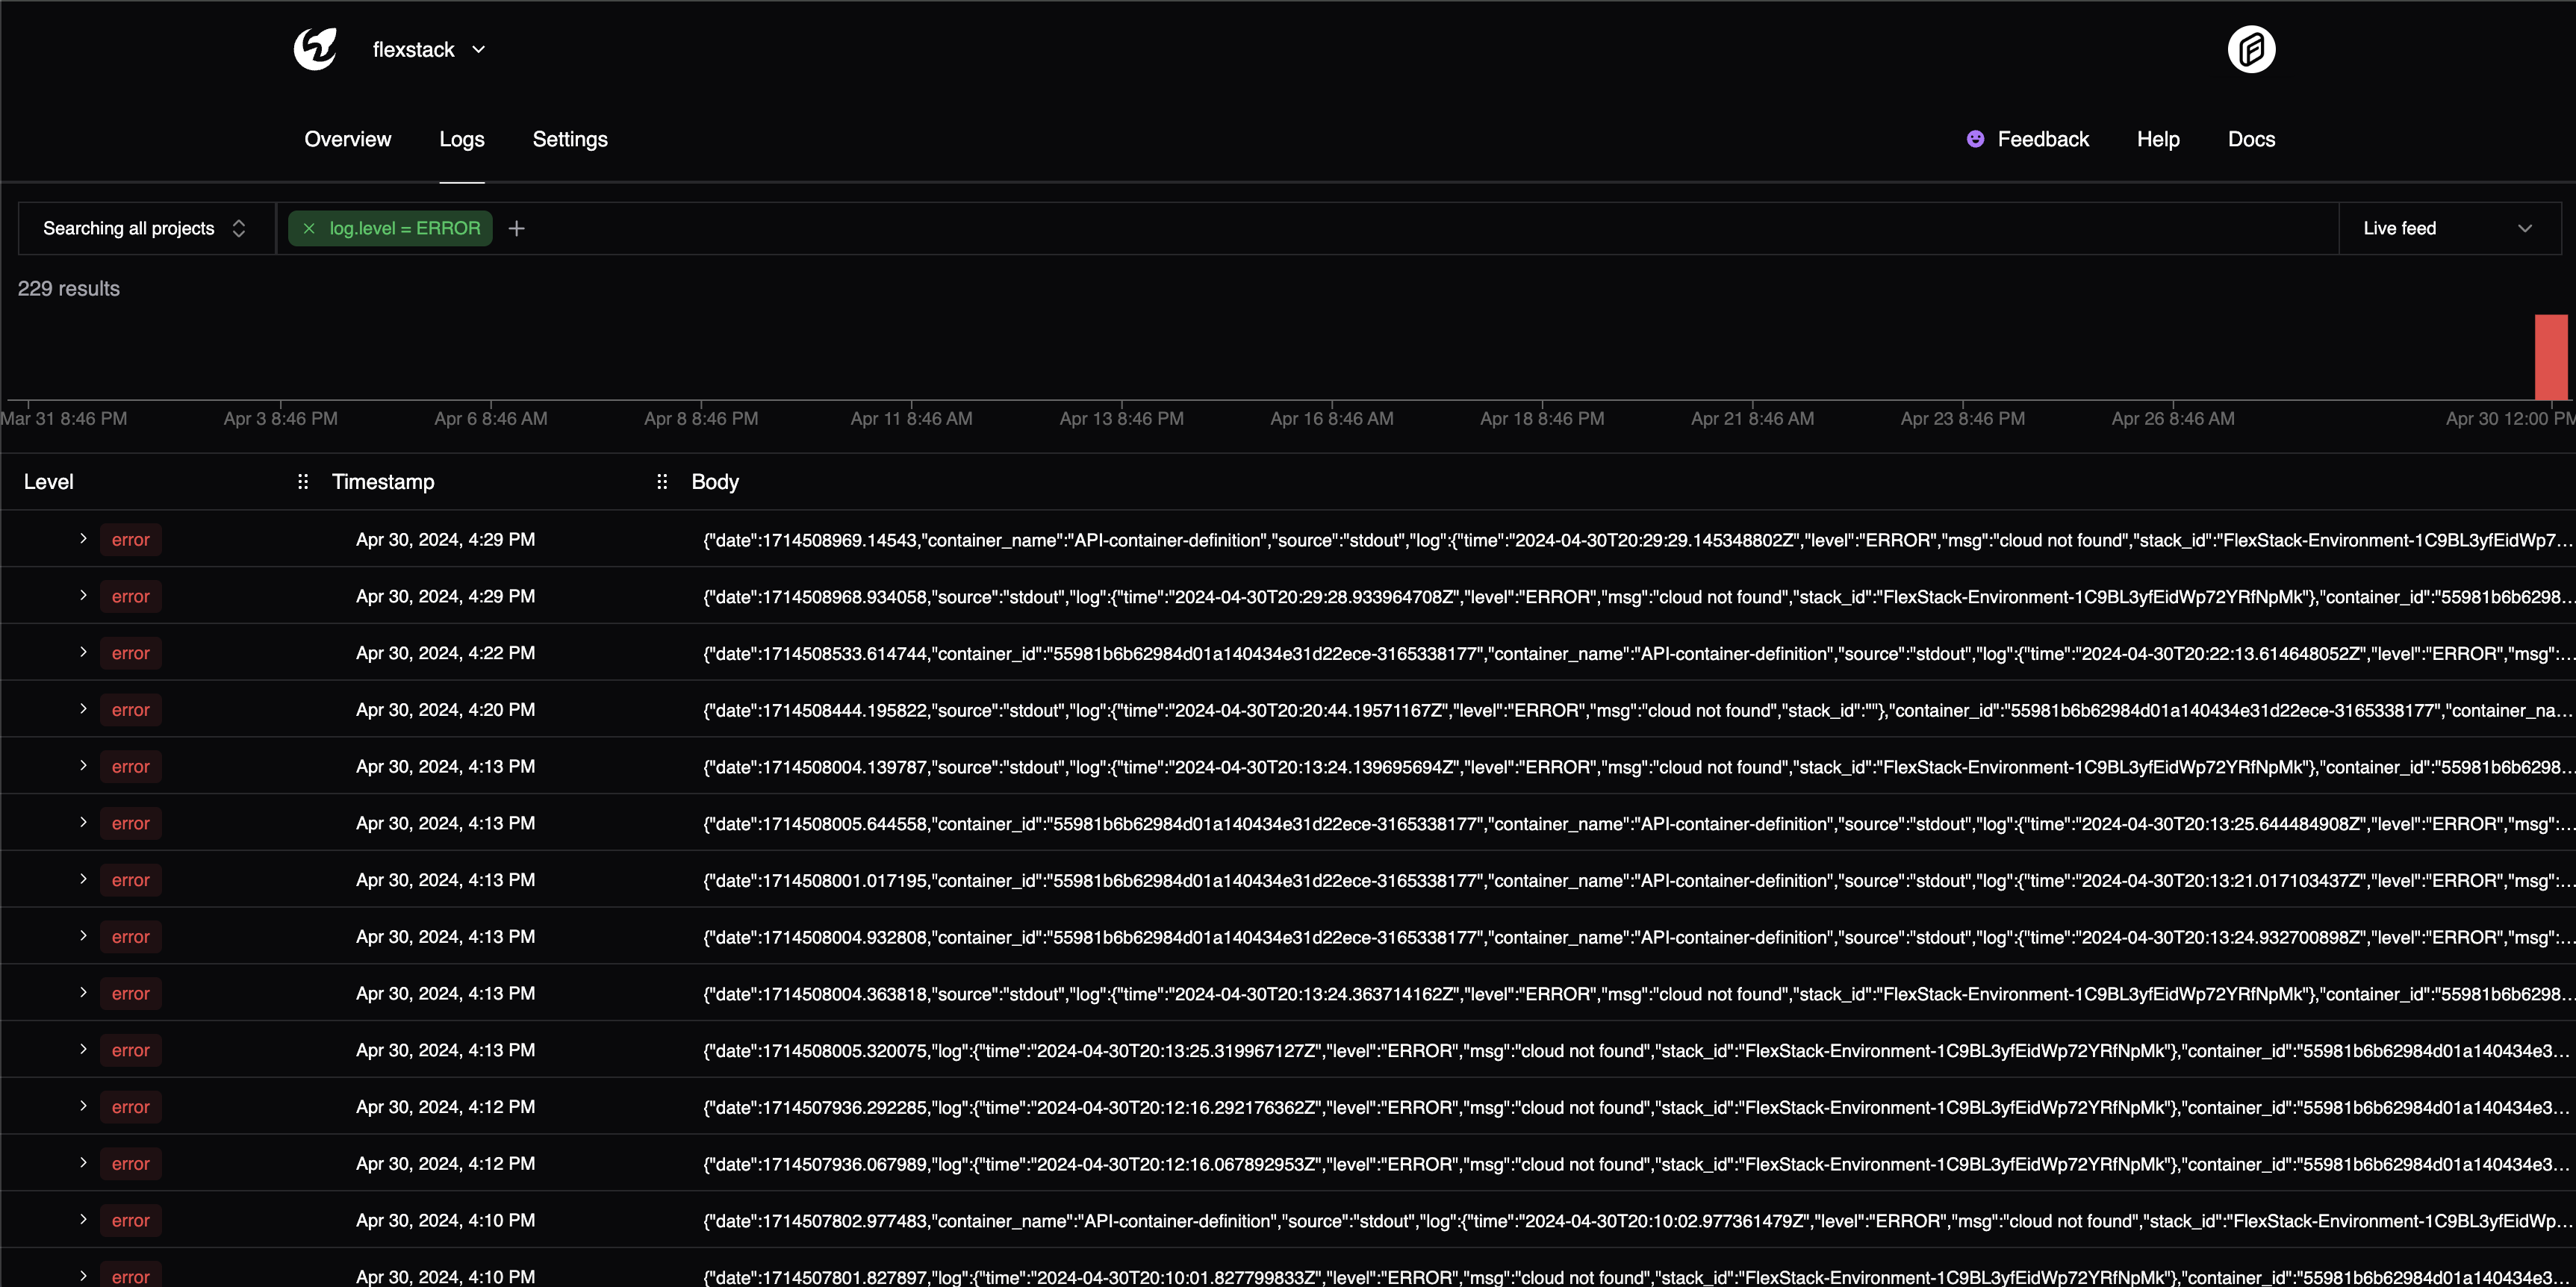 flexstack
Overview Logs Settings Feedback Help Docs
Searching all projects log.level = ERROR Live feed
229 results
Mar 31 8:46 PM Apr 3 8:46 PM Apr 6 8:46 AM Apr 8 8:46 PM Apr 11 8:46 AM Apr 13 8:46 PM Apr 16 8:46 AM Apr 18 8:46 PM Apr 21 8:46 AM Apr 23 8:46 PM Apr 26 8:46 AM Apr 30 12:00 PM
Level Timestamp Body
error Apr 30, 2024, 4:29 PM {"date":1714508969.14543,"container_name":"API-container-definition","source":"stdout","log":{"time":"2024-04-30T20:29:29.145348802Z","level":"ERROR","msg":"cloud not found","stack_id":"FlexStack-Environment-1C9BL3yfEidWp7...
error Apr 30, 2024, 4:29 PM {"date":1714508968.934058,"source":"stdout","log":{"time":"2024-04-30T20:29:28.933964708Z","level":"ERROR","msg":"cloud not found","stack_id":"FlexStack-Environment-1C9BL3yfEidWp72YRfNpMk"},"container_id":"55981b6b6298...
error Apr 30, 2024, 4:22 PM {"date":1714508533.614744,"container_id":"55981b6b62984d01a140434e31d22ece-3165338177","container_name":"API-container-definition","source":"stdout","log":{"time":"2024-04-30T20:22:13.614648052Z","level":"ERROR","msg":...
error Apr 30, 2024, 4:20 PM {"date":1714508444.195822,"source":"stdout","log":{"time":"2024-04-30T20:20:44.19571167Z","level":"ERROR","msg":"cloud not found","stack_id":""},"container_id":"55981b6b62984d01a140434e31d22ece-3165338177","container_na...
error Apr 30, 2024, 4:13 PM {"date":1714508004.139787,"source":"stdout","log":{"time":"2024-04-30T20:13:24.139695694Z","level":"ERROR","msg":"cloud not found","stack_id":"FlexStack-Environment-1C9BL3yfEidWp72YRfNpMk"},"container_id":"55981b6b6298...
error Apr 30, 2024, 4:13 PM {"date":1714508005.644558,"container_id":"55981b6b62984d01a140434e31d22ece-3165338177","container_name":"API-container-definition","source":"stdout","log":{"time":"2024-04-30T20:13:25.644484908Z","level":"ERROR","msg":...
error Apr 30, 2024, 4:13 PM {"date":1714508001.017195,"container_id":"55981b6b62984d01a140434e31d22ece-3165338177","container_name":"API-container-definition","source":"stdout","log":{"time":"2024-04-30T20:13:21.017103437Z","level":"ERROR","msg":...
error Apr 30, 2024, 4:13 PM {"date":1714508004.932808,"container_id":"55981b6b62984d01a140434e31d22ece-3165338177","container_name":"API-container-definition","source":"stdout","log":{"time":"2024-04-30T20:13:24.932700898Z","level":"ERROR","msg":...
error Apr 30, 2024, 4:13 PM {"date":1714508004.363818,"source":"stdout","log":{"time":"2024-04-30T20:13:24.363714162Z","level":"ERROR","msg":"cloud not found","stack_id":"FlexStack-Environment-1C9BL3yfEidWp72YRfNpMk"},"container_id":"55981b6b6298...
error Apr 30, 2024, 4:13 PM {"date":1714508005.320075,"log":{"time":"2024-04-30T20:13:25.319967127Z","level":"ERROR","msg":"cloud not found","stack_id":"FlexStack-Environment-1C9BL3yfEidWp72YRfNpMk"},"container_id":"55981b6b62984d01a140434e3...
error Apr 30, 2024, 4:12 PM {"date":1714507936.292285,"log":{"time":"2024-04-30T20:12:16.292176362Z","level":"ERROR","msg":"cloud not found","stack_id":"FlexStack-Environment-1C9BL3yfEidWp72YRfNpMk"},"container_id":"55981b6b62984d01a140434e3...
error Apr 30, 2024, 4:12 PM {"date":1714507936.067989,"log":{"time":"2024-04-30T20:12:16.067892953Z","level":"ERROR","msg":"cloud not found","stack_id":"FlexStack-Environment-1C9BL3yfEidWp72YRfNpMk"},"container_id":"55981b6b62984d01a140434e3...
error Apr 30, 2024, 4:10 PM {"date":1714507802.977483,"container_name":"API-container-definition","source":"stdout","log":{"time":"2024-04-30T20:10:02.977361479Z","level":"ERROR","msg":"cloud not found","stack_id":"FlexStack-Environment-1C9BL3yfEidWp...
error Apr 30, 2024, 4:10 PM {"date":1714507801.827897,"log":{"time":"2024-04-30T20:10:01.827799833Z","level":"ERROR","msg":"cloud not found","stack_id":"FlexStack-Environment-1C9BL3yfEidWp72YRfNpMk"},"container_id":"55981b6b62984d01a140434e3...